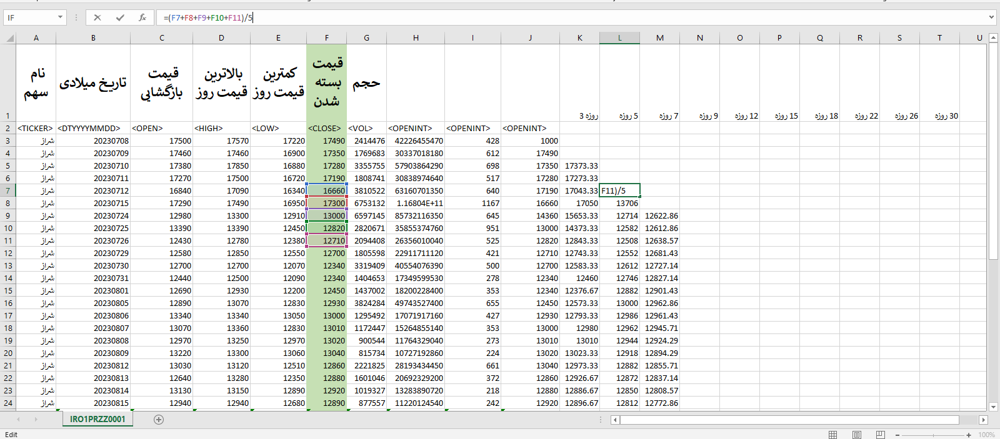 IF
=(F7+F8+F9+F10+F11)/5
A B C D E F G H I J K L M N O P Q R S T U
1 نام سهم تاریخ میلادی قیمت بازگشایی بالاترین قیمت روز کمترین قیمت روز قیمت بسته شدن حجم 3 روزه 5 روزه 7 روزه 9 روزه 12 روزه 15 روزه 18 روزه 22 روزه 26 روزه 30 روزه
2 <TICKER> <DTYYYYMMDD> <OPEN> <HIGH> <LOW> <CLOSE> <VOL> <OPENINT> <OPENINT> <OPENINT>
3 شراز 20230708 17500 17570 17220 17490 2414476 42226455470 428 1000
4 شراز 20230709 17460 17460 16900 17350 1769683 30337018180 612 17490
5 شراز 20230710 17380 17850 16880 17280 3355755 57903864290 698 17350 17373.33
6 شراز 20230711 17270 17500 16720 17190 1808741 30838974640 517 17280 17273.33
7 شراز 20230712 16840 17090 16340 16660 3810522 63160701350 640 17190 17043.33 F11)/5
8 شراز 20230715 17290 17490 16950 17300 6753132 1.16804E+11 1167 16660 17050 13706
9 شراز 20230724 12980 13300 12910 13000 6597145 85732116350 645 14360 15653.33 12714 12622.86
10 شراز 20230725 13390 13390 12450 12820 2820671 35855374760 951 13000 14373.33 12582 12612.86
11 شراز 20230726 12430 12780 12380 12710 2094408 26356010040 525 12820 12843.33 12508 12638.57
12 شراز 20230729 12580 12850 12550 12700 1805598 22911711120 421 12710 12743.33 12552 12681.43
13 شراز 20230730 12700 12700 12070 12340 3319409 40554076390 500 12700 12583.33 12612 12727.14
14 شراز 20230731 12440 12500 12090 12340 1404653 17349599530 278 12340 12460 12746 12827.14
15 شراز 20230801 12690 12930 12200 12450 1437002 18200228400 353 12340 12376.67 12882 12901.43
16 شراز 20230805 12890 13070 12830 12930 3824284 49743527400 655 12450 12573.33 13000 12962.86
17 شراز 20230806 13340 13340 13050 13000 1295492 17071917160 427 12930 12793.33 12986 12961.43
18 شراز 20230807 13070 13360 12830 13010 1172447 15264855140 353 13000 12980 12962 12945.71
19 شراز 20230808 12970 13250 12970 13020 900544 11764329040 273 13010 13010 12944 12924.29
20 شراز 20230809 13220 13300 13060 13040 815734 10727192860 224 13020 13023.33 12918 12894.29
21 شراز 20230812 13030 13120 12510 12860 2221825 28193434450 661 13040 12973.33 12882 12855.71
22 شراز 20230813 12640 13280 12350 12880 1601046 20692329200 372 12860 12926.67 12872 12837.14
23 شراز 20230814 13130 13150 12890 12920 1019327 13283890720 218 12880 12886.67 12850 12808.57
24 شراز 20230815 12940 12940 12680 12890 877557 11220124540 242 12920 12896.67 12812 12772.86
IRO1PRZZ0001
Edit
100%